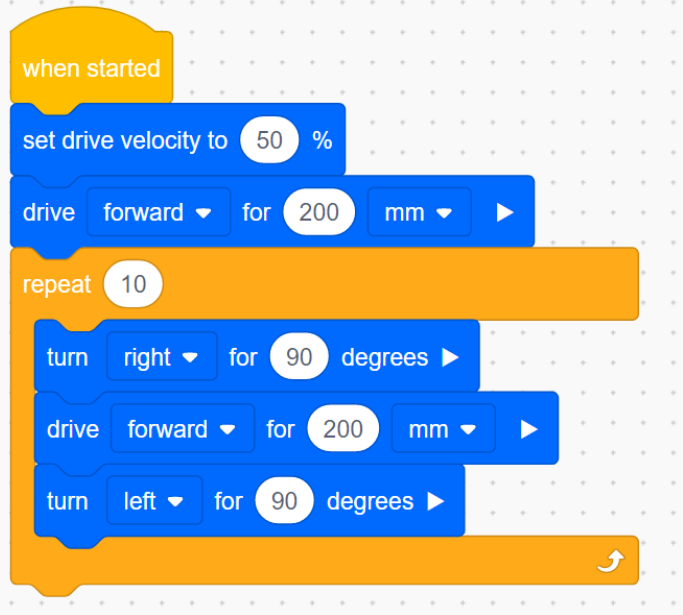 when started
set drive velocity to 50 %
drive forward for 200 mm
repeat 10
turn right for 90 degrees
drive forward for 200 mm
turn left for 90 degrees